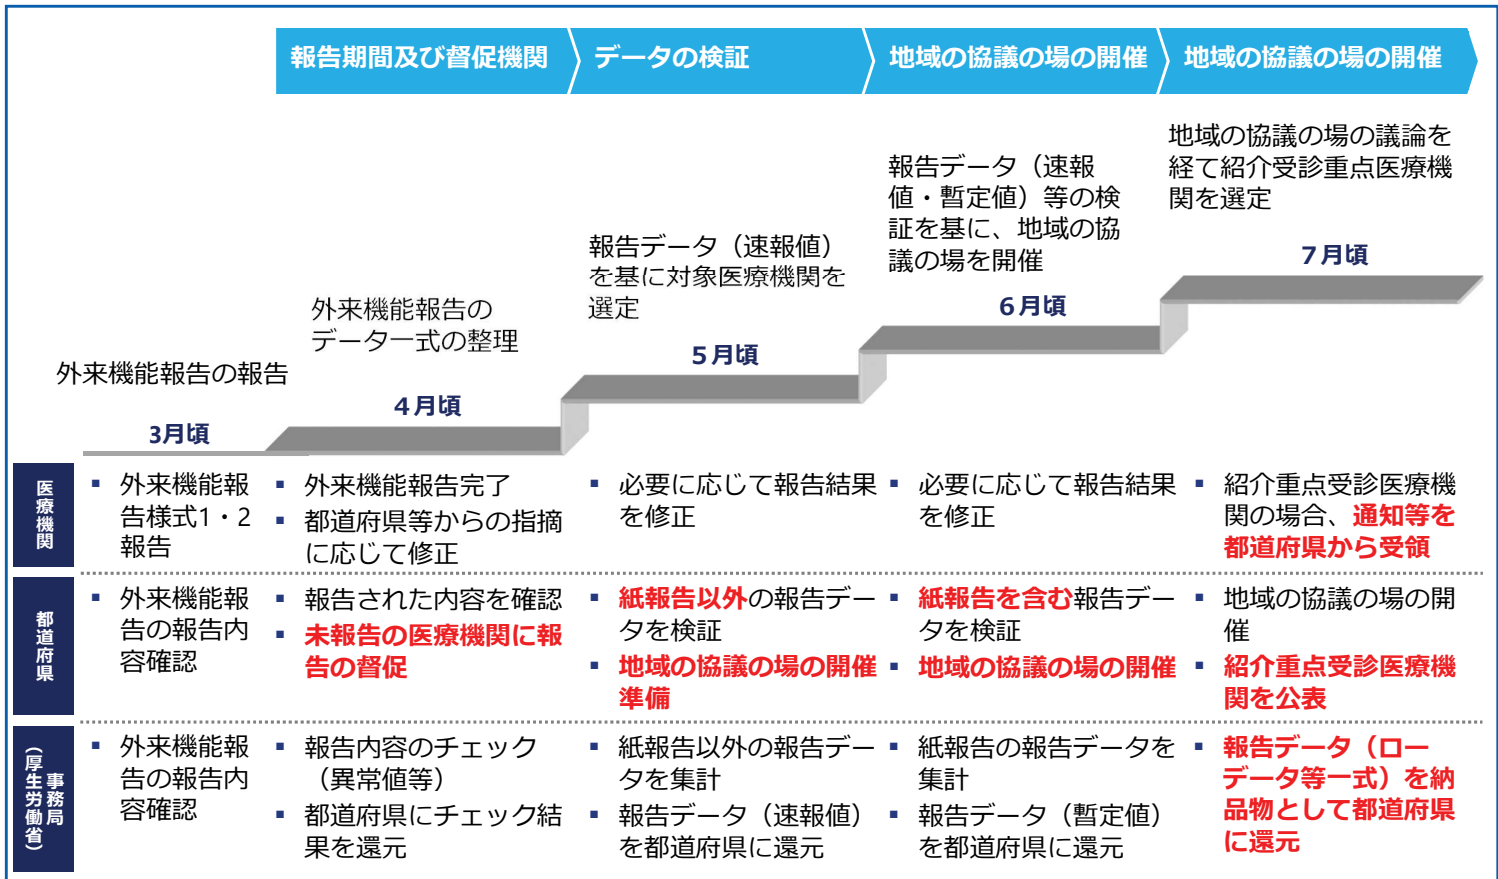 報告期間及び督促機関
データの検証
地域の協議の場の開催
地域の協議の場の開催
外来機能報告の報告
3月頃
外来機能報告の
データ一式の整理
４月頃
報告データ（速報値）
を基に対象医療機関を
選定
５月頃
報告データ（速報
値・暫定値）等の検
証を基に、地域の協
議の場を開催
６月頃
地域の協議の場の議論を
経て紹介受診重点医療機
関を選定
７月頃
医療機関
▪ 外来機能報
告様式1・2
報告
▪ 外来機能報告完了
▪ 都道府県等からの指摘
に応じて修正
▪ 必要に応じて報告結果
を修正
▪ 必要に応じて報告結果
を修正
▪ 紹介重点受診医療機
関の場合、通知等を
都道府県から受領
都道府県
▪ 外来機能報
告の報告内
容確認
▪ 報告された内容を確認
▪ 未報告の医療機関に報
告の督促
▪ 紙報告以外の報告デー
タを検証
▪ 地域の協議の場の開催
準備
▪ 紙報告を含む報告デー
タを検証
▪ 地域の協議の場の開催
▪ 地域の協議の場の開
催
▪ 紹介重点受診医療機
関を公表
事務局
（厚生労働省）
▪ 外来機能報
告の報告内
容確認
▪ 報告内容のチェック
（異常値等）
▪ 都道府県にチェック結
果を還元
▪ 紙報告以外の報告デー
タを集計
▪ 報告データ（速報値）
を都道府県に還元
▪ 紙報告の報告データを
集計
▪ 報告データ（暫定値）
を都道府県に還元
▪ 報告データ（ロー
データ等一式）を納
品物として都道府県
に還元